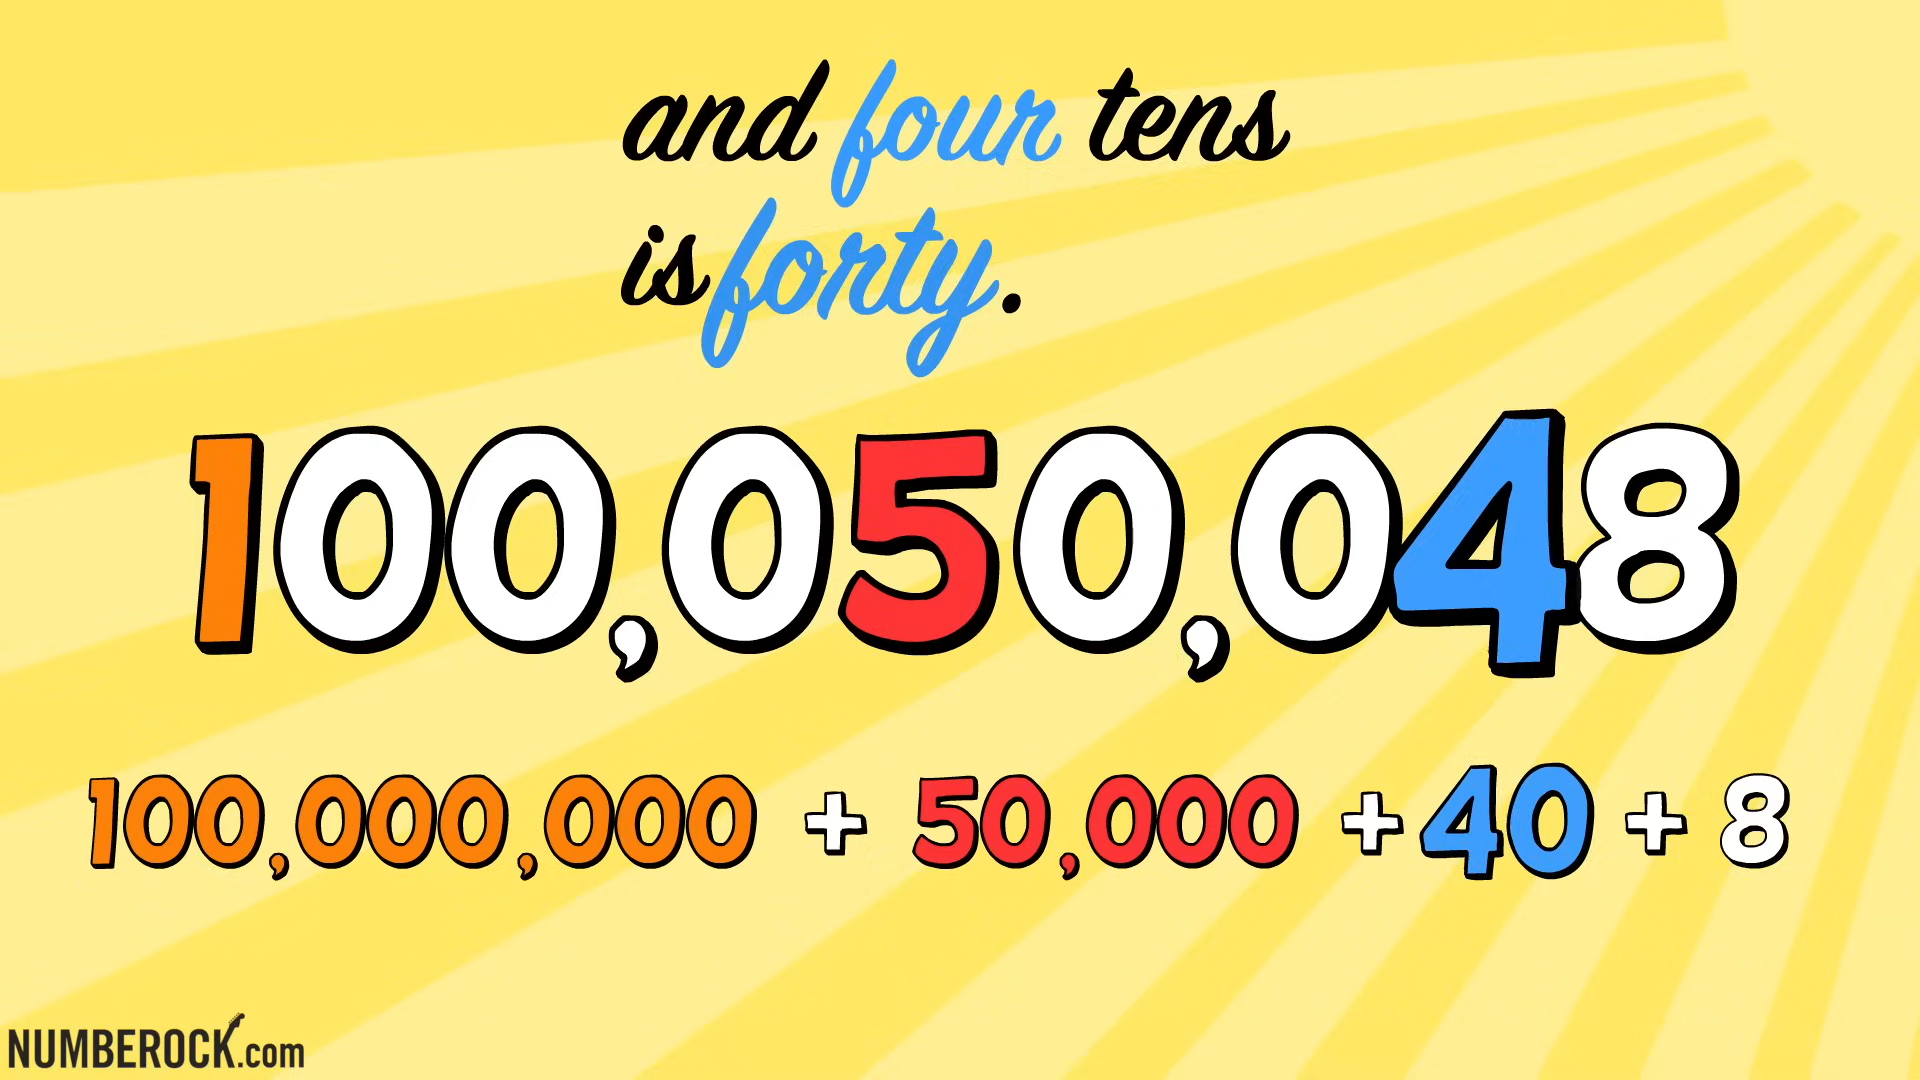 and four tens
is forty.
100,050,048
100,000,000 + 50,000 + 40 + 8
NUMBEROCK.com